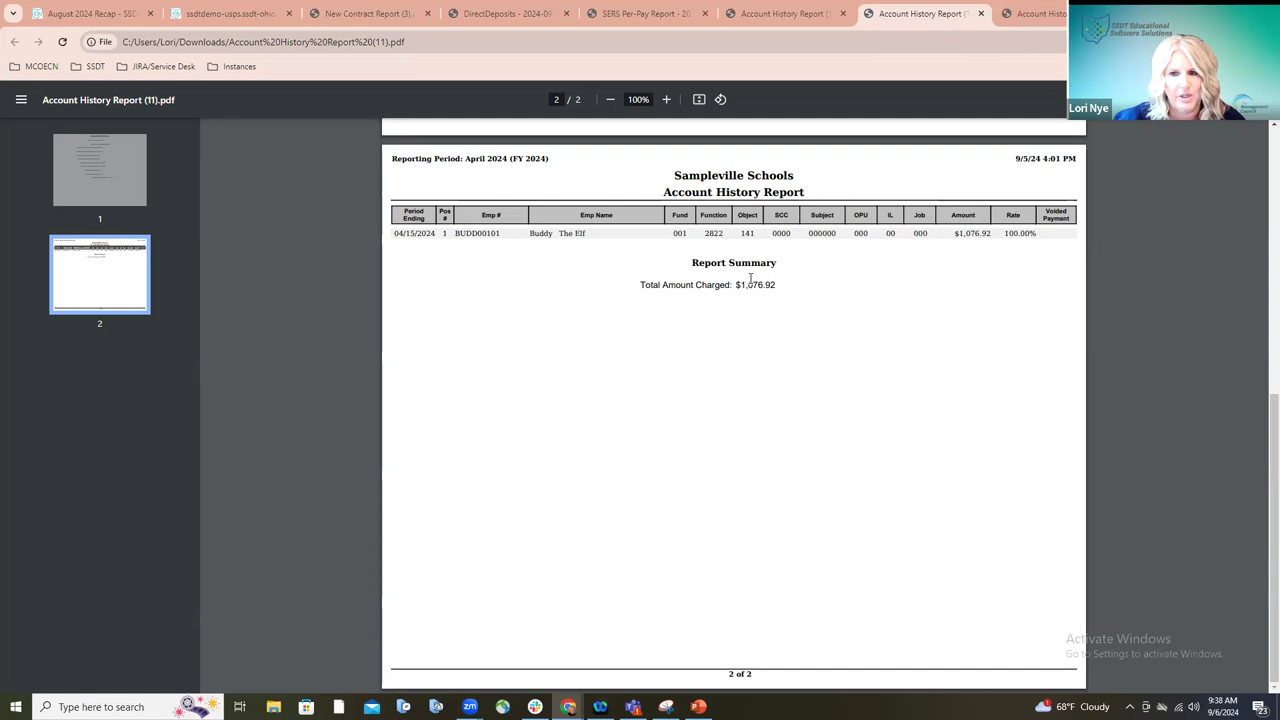 August Recap - SSDT
ssdtdemo-usps.ssdt-ohio
New Contract Report (3).
DirectDeposits - 2024-09
SERS Per-Pay Report - 20
Account History Report (
Account History Report (1
Account Histo
File C:/Users/Lori/Downloads/Account%20History%20Report%20(11).pdf
MCOECN SSDT JIRA/Service Desk Instances
SSDT Educational
Software Solutions
Management
Council
Lori Nye
Account History Report (11).pdf
2 / 2
100%
1
2
Reporting Period: April 2024 (FY 2024)
9/5/24 4:01 PM
Sampleville Schools
Account History Report
Period Ending Pos # Emp # Emp Name Fund Function Object SCC Subject OPU IL Job Amount Rate Voided Payment
04/15/2024 1 BUDD00101 Buddy The Elf 001 2822 141 0000 000000 000 00 000 $1,076.92 100.00%
Report Summary
Total Amount Charged: $1,076.92
2 of 2
Activate Windows
Go to Settings to activate Windows.
Type here to search
68°F Cloudy
9:38 AM
9/6/2024
23